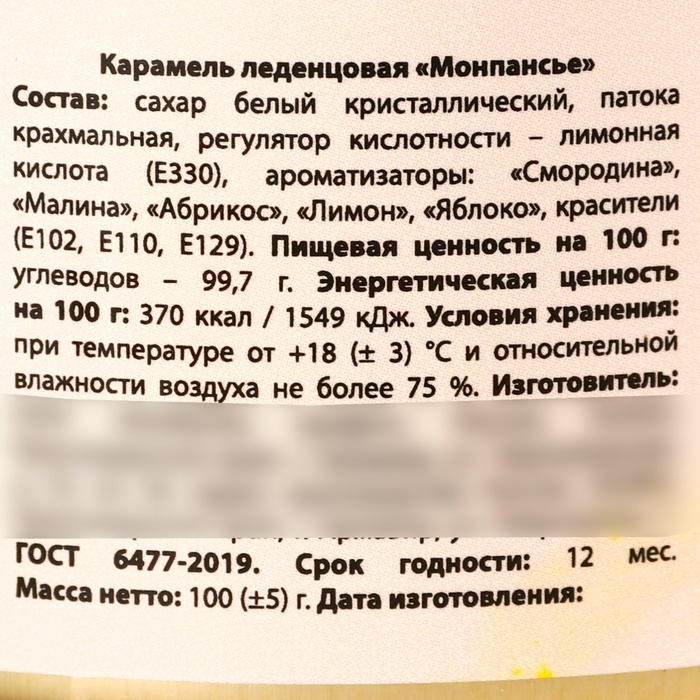 Карамель леденцовая «Монпансье»
Состав: сахар белый кристаллический, патока
крахмальная, регулятор кислотности – лимонная
кислота (Е330), ароматизаторы: «Смородина»,
«Малина», «Абрикос», «Лимон», «Яблоко», красители
(Е102, Е110, Е129). Пищевая ценность на 100 г:
углеводов – 99,7 г. Энергетическая ценность
на 100 г: 370 ккал / 1549 кДж. Условия хранения:
при температуре от +18 (± 3) °С и относительной
влажности воздуха не более 75 %. Изготовитель:
ГОСТ 6477-2019. Срок годности: 12 мес.
Масса нетто: 100 (±5) г. Дата изготовления: